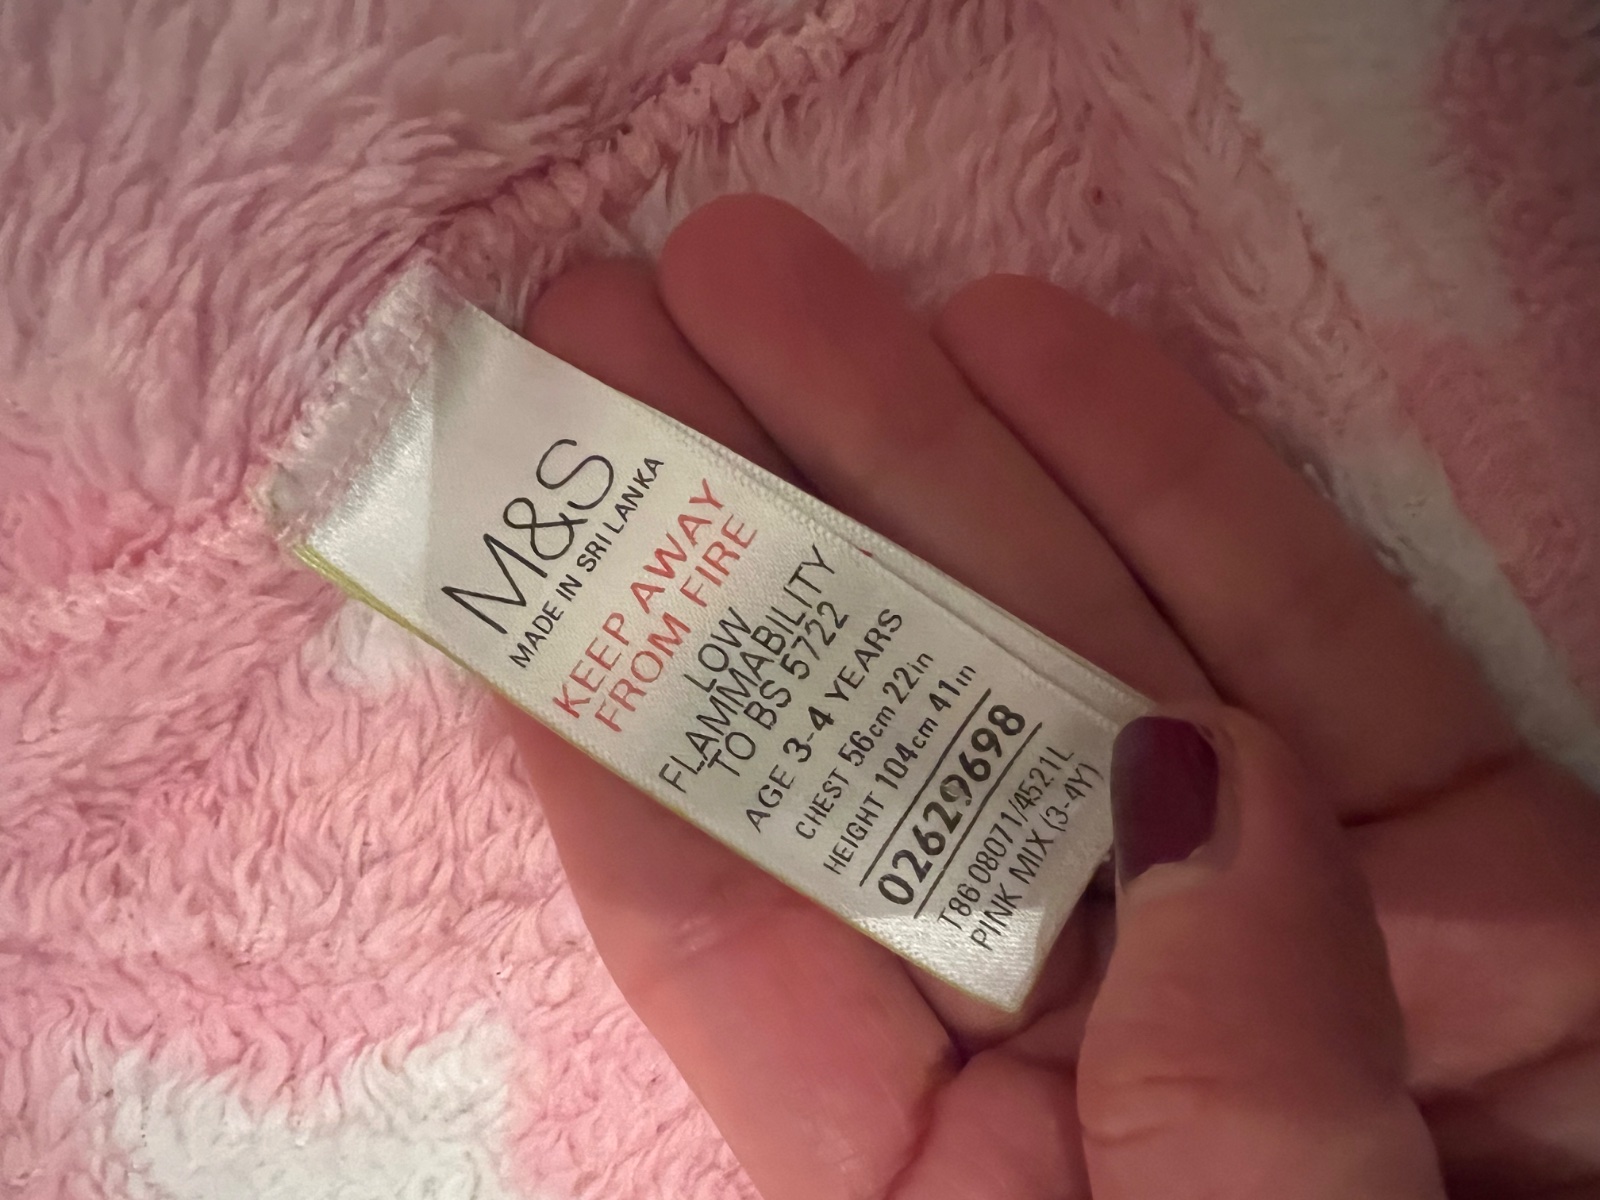 M&S
MADE IN SRI LANKA
KEEP AWAY
FROM FIRE
LOW
FLAMMABILITY
TO BS 5722
AGE 3-4 YEARS
CHEST 56cm 22in
HEIGHT 104cm 41in
02629698
T86 08071/4521L
PINK MIX (3-4Y)